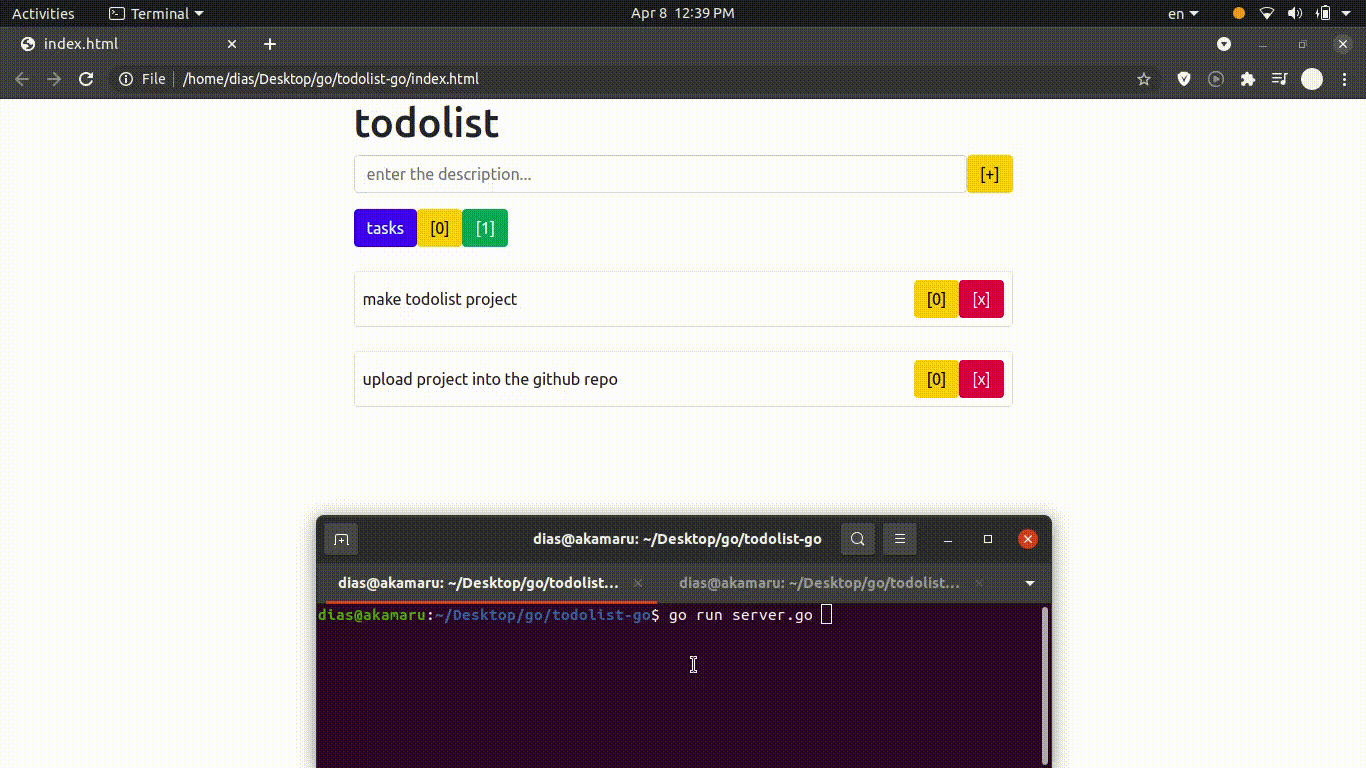 Activities Terminal Apr 8 12:39 PM en
index.html
File /home/dias/Desktop/go/todolist-go/index.html
todolist
enter the description... [+]
tasks [0] [1]
make todolist project [0] [x]
upload project into the github repo [0] [x]
dias@akamaru: ~/Desktop/go/todolist-go
dias@akamaru: ~/Desktop/go/todolist... dias@akamaru: ~/Desktop/go/todolist...
dias@akamaru:~/Desktop/go/todolist-go$ go run server.go